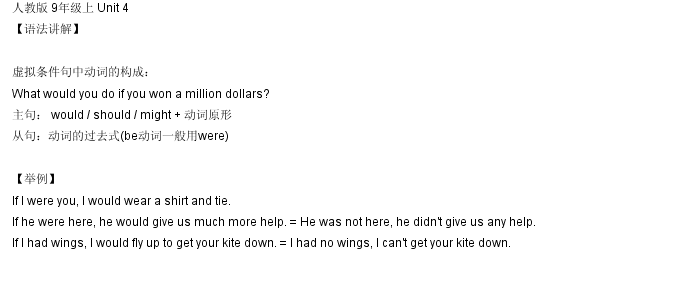 人教版 9年级上 Unit 4
【语法讲解】
虚拟条件句中动词的构成：
What would you do if you won a million dollars?
主句： would / should / might + 动词原形
从句：动词的过去式(be动词一般用were)
【举例】
If I were you, I would wear a shirt and tie.
If he were here, he would give us much more help. = He was not here, he didn't give us any help.
If I had wings, I would fly up to get your kite down. = I had no wings, I can't get your kite down.